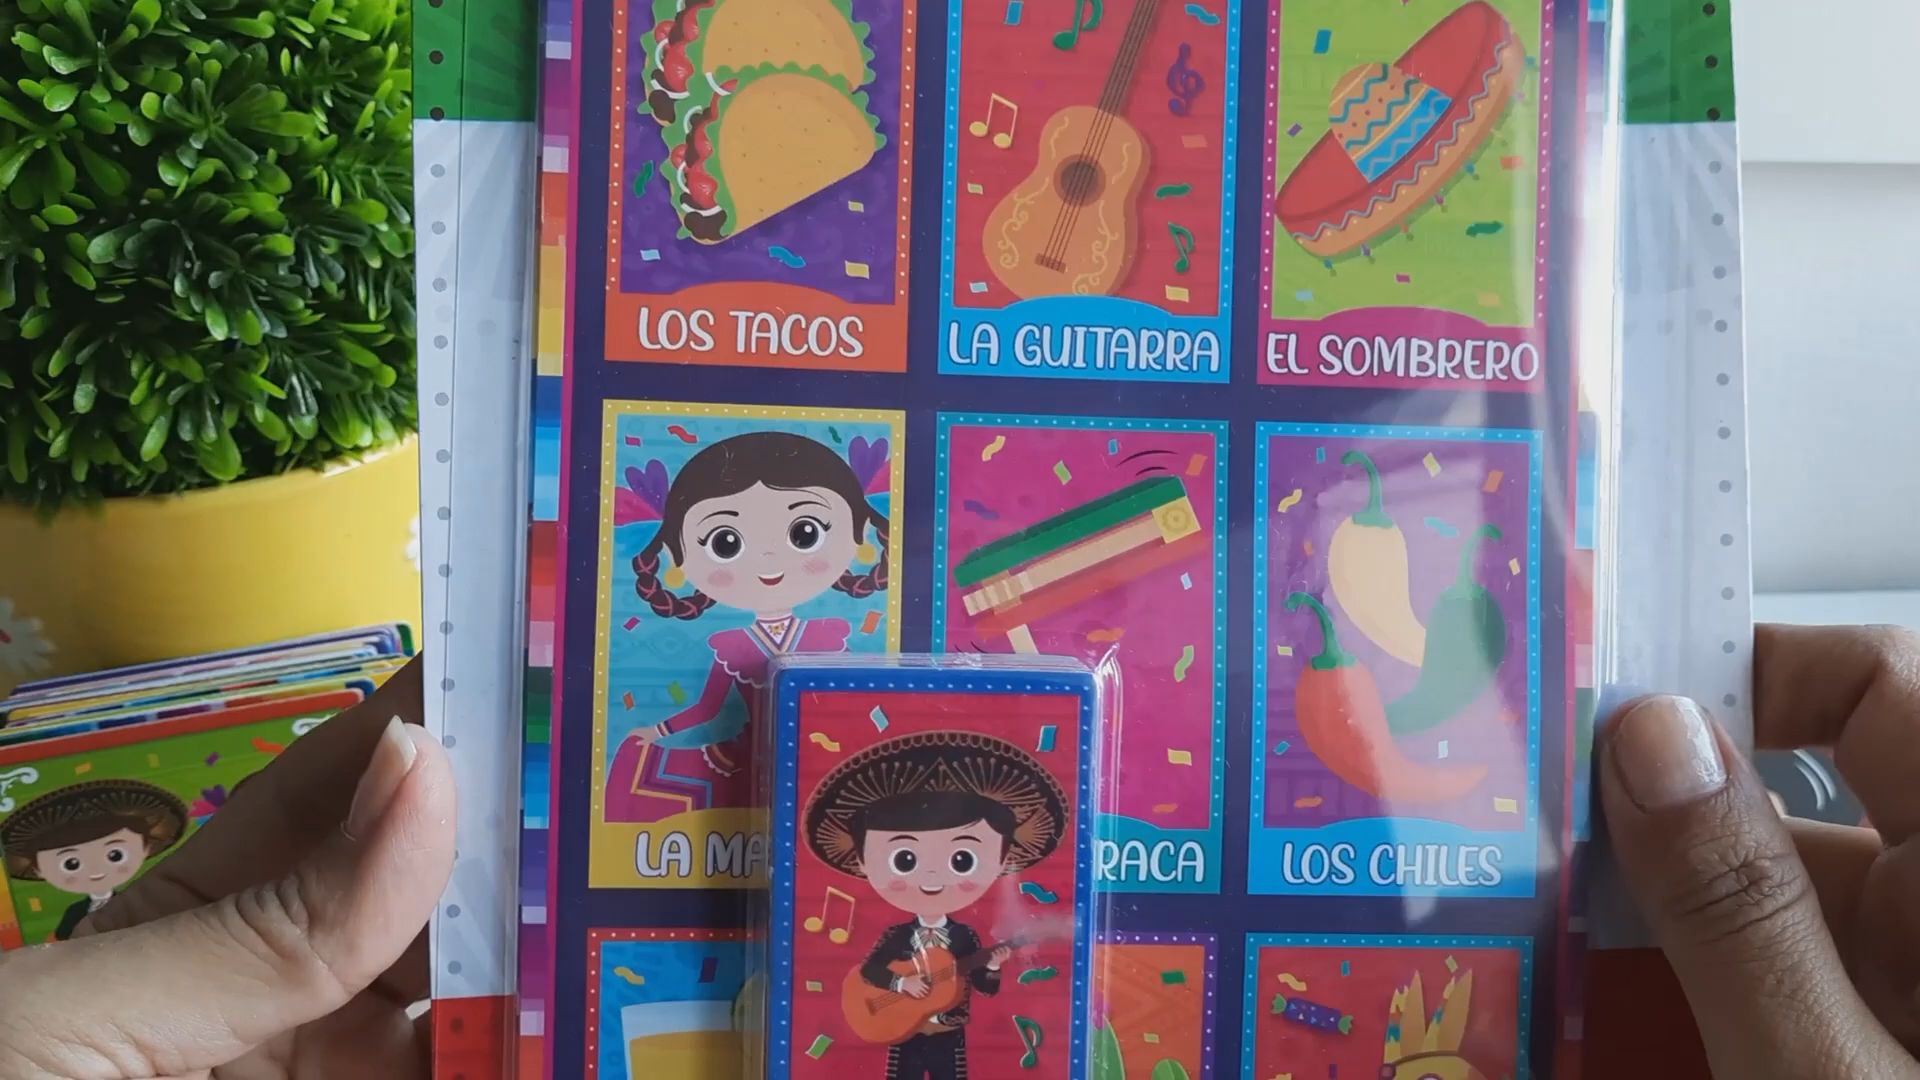 LOS TACOS
LA GUITARRA
EL SOMBRERO
LA MA
RACA
LOS CHILES